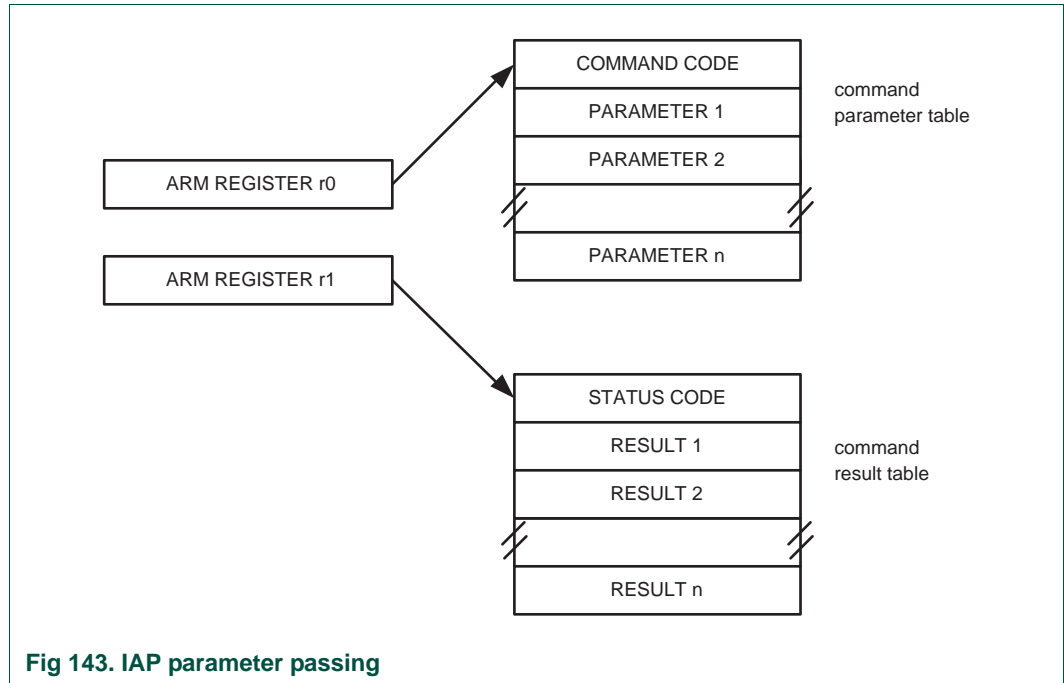 COMMAND CODE
PARAMETER 1
PARAMETER 2
PARAMETER n
command
parameter table
ARM REGISTER r0
ARM REGISTER r1
STATUS CODE
RESULT 1
RESULT 2
RESULT n
command
result table
Fig 143. IAP parameter passing